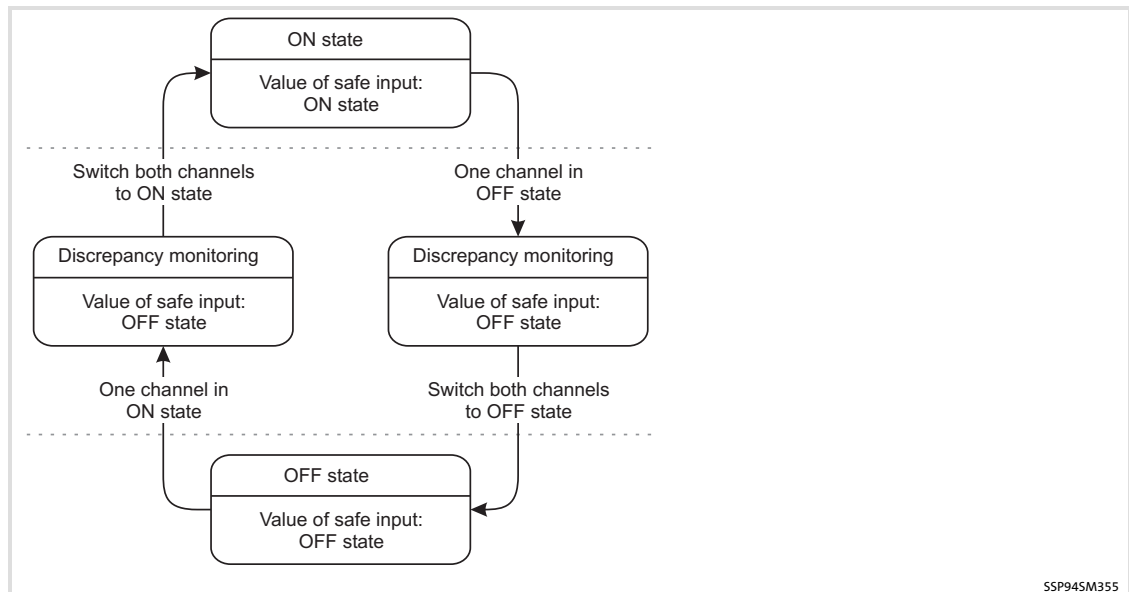 ON state
Value of safe input:
ON state
Switch both channels
to ON state
One channel in
OFF state
Discrepancy monitoring
Value of safe input:
OFF state
Discrepancy monitoring
Value of safe input:
OFF state
One channel in
ON state
Switch both channels
to OFF state
OFF state
Value of safe input:
OFF state
SSP94SM355